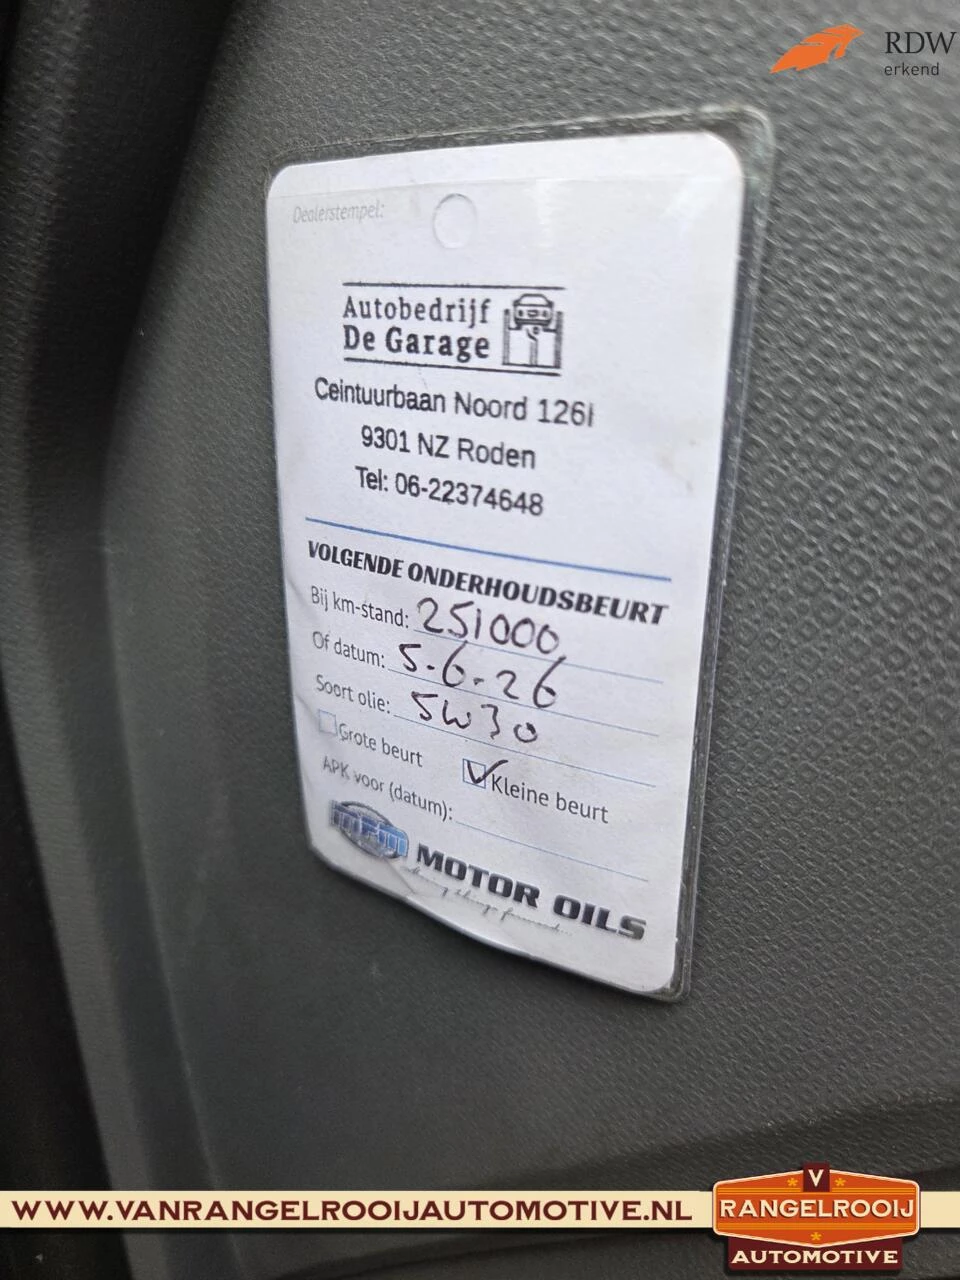 RDW
erkend
Dealerstempel:
Autobedrijf
De Garage
Ceintuurbaan Noord 126i
9301 NZ Roden
Tel: 06-22374648
VOLGENDE ONDERHOUDSBEURT
Bij km-stand: 251000
Of datum: 5-6-26
Soort olie: 5W30
Grote beurt Kleine beurt
APK voor (datum):
MPM MOTOR OILS
WWW.VANRANGELROOIJAUTOMOTIVE.NL
V
RANGELROOIJ
AUTOMOTIVE